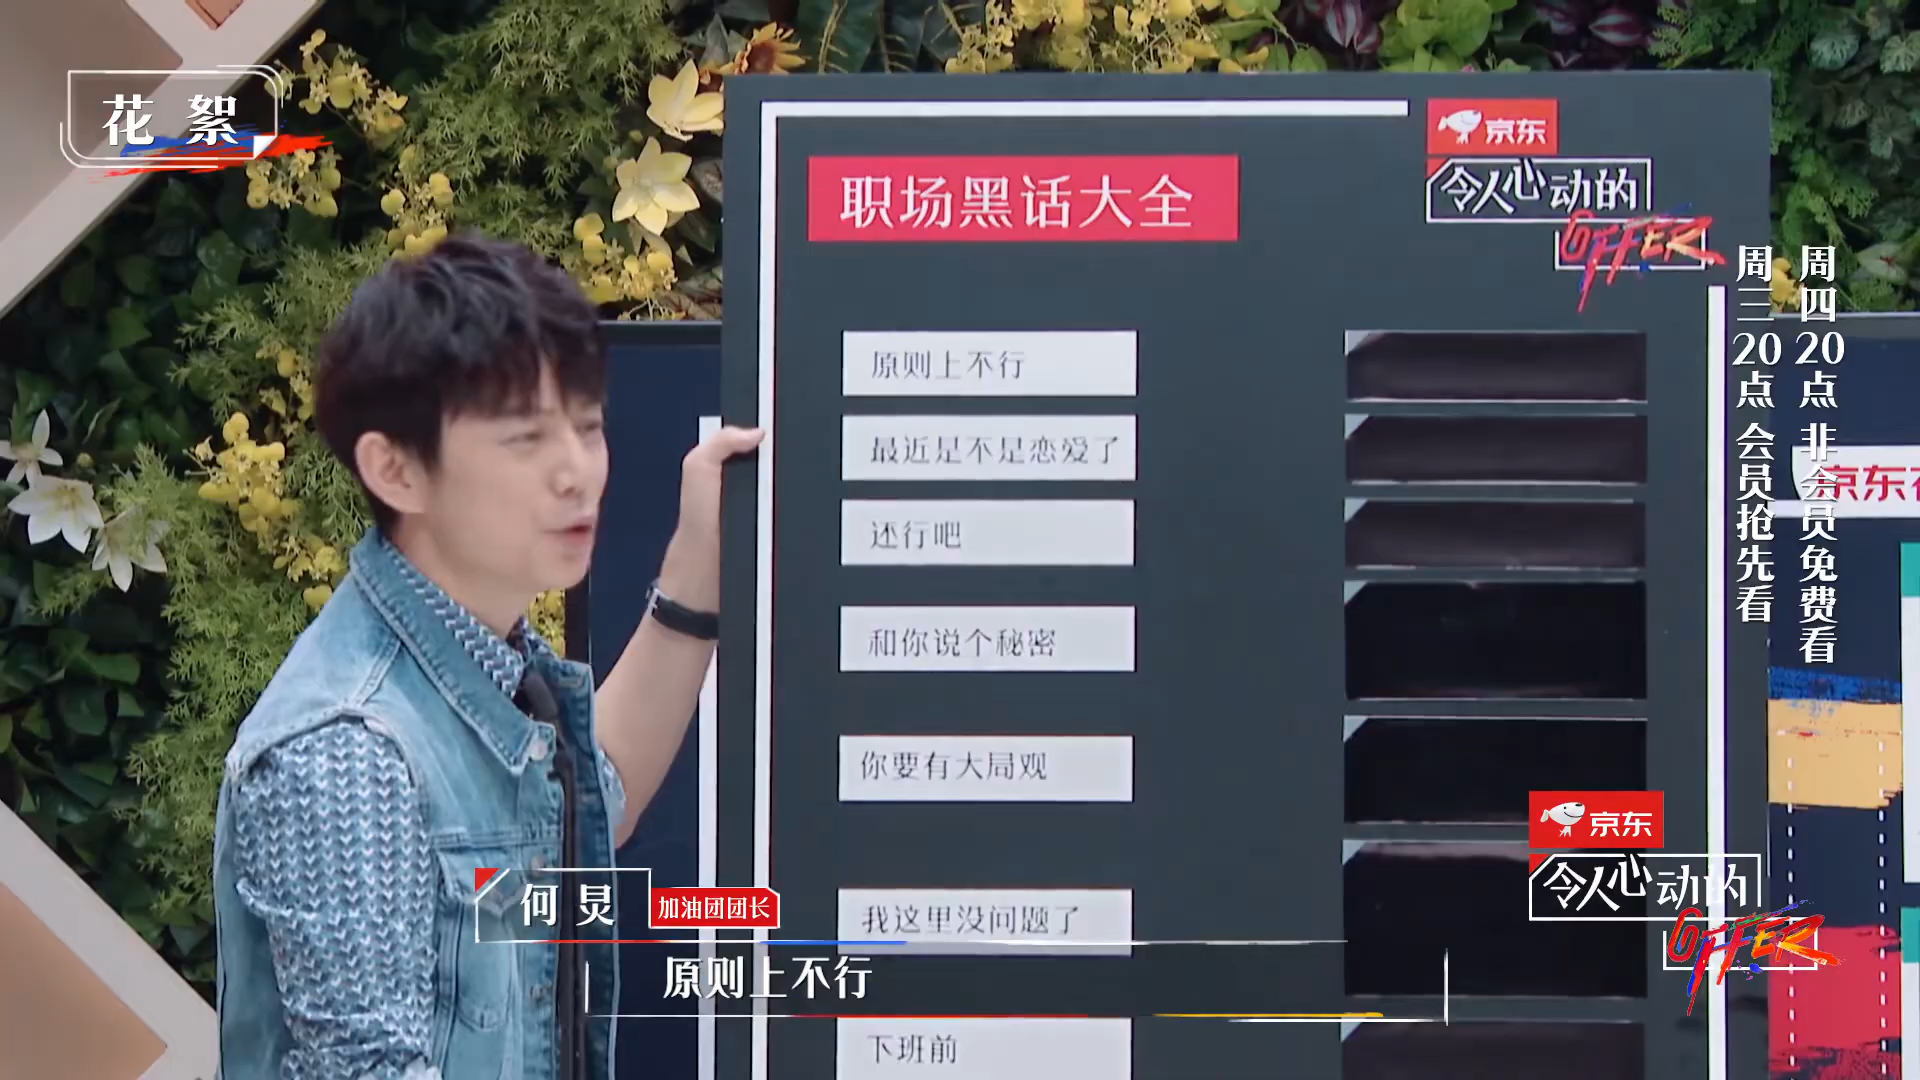 花絮
京东
职场黑话大全
令人心动的
OFFER
周四20点 非会员免费看
周三20点 会员抢先看
原则上不行
最近是不是恋爱了
还行吧
京东
和你说个秘密
你要有大局观
京东
令人心动的
OFFER
何炅
加油团团长
我这里没问题了
原则上不行
下班前